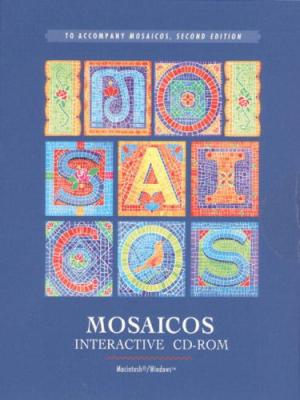 TO ACCOMPANY MOSAICOS, SECOND EDITION
MO
SAI
COS
MOSAICOS
INTERACTIVE CD-ROM
Macintosh®/Windows™